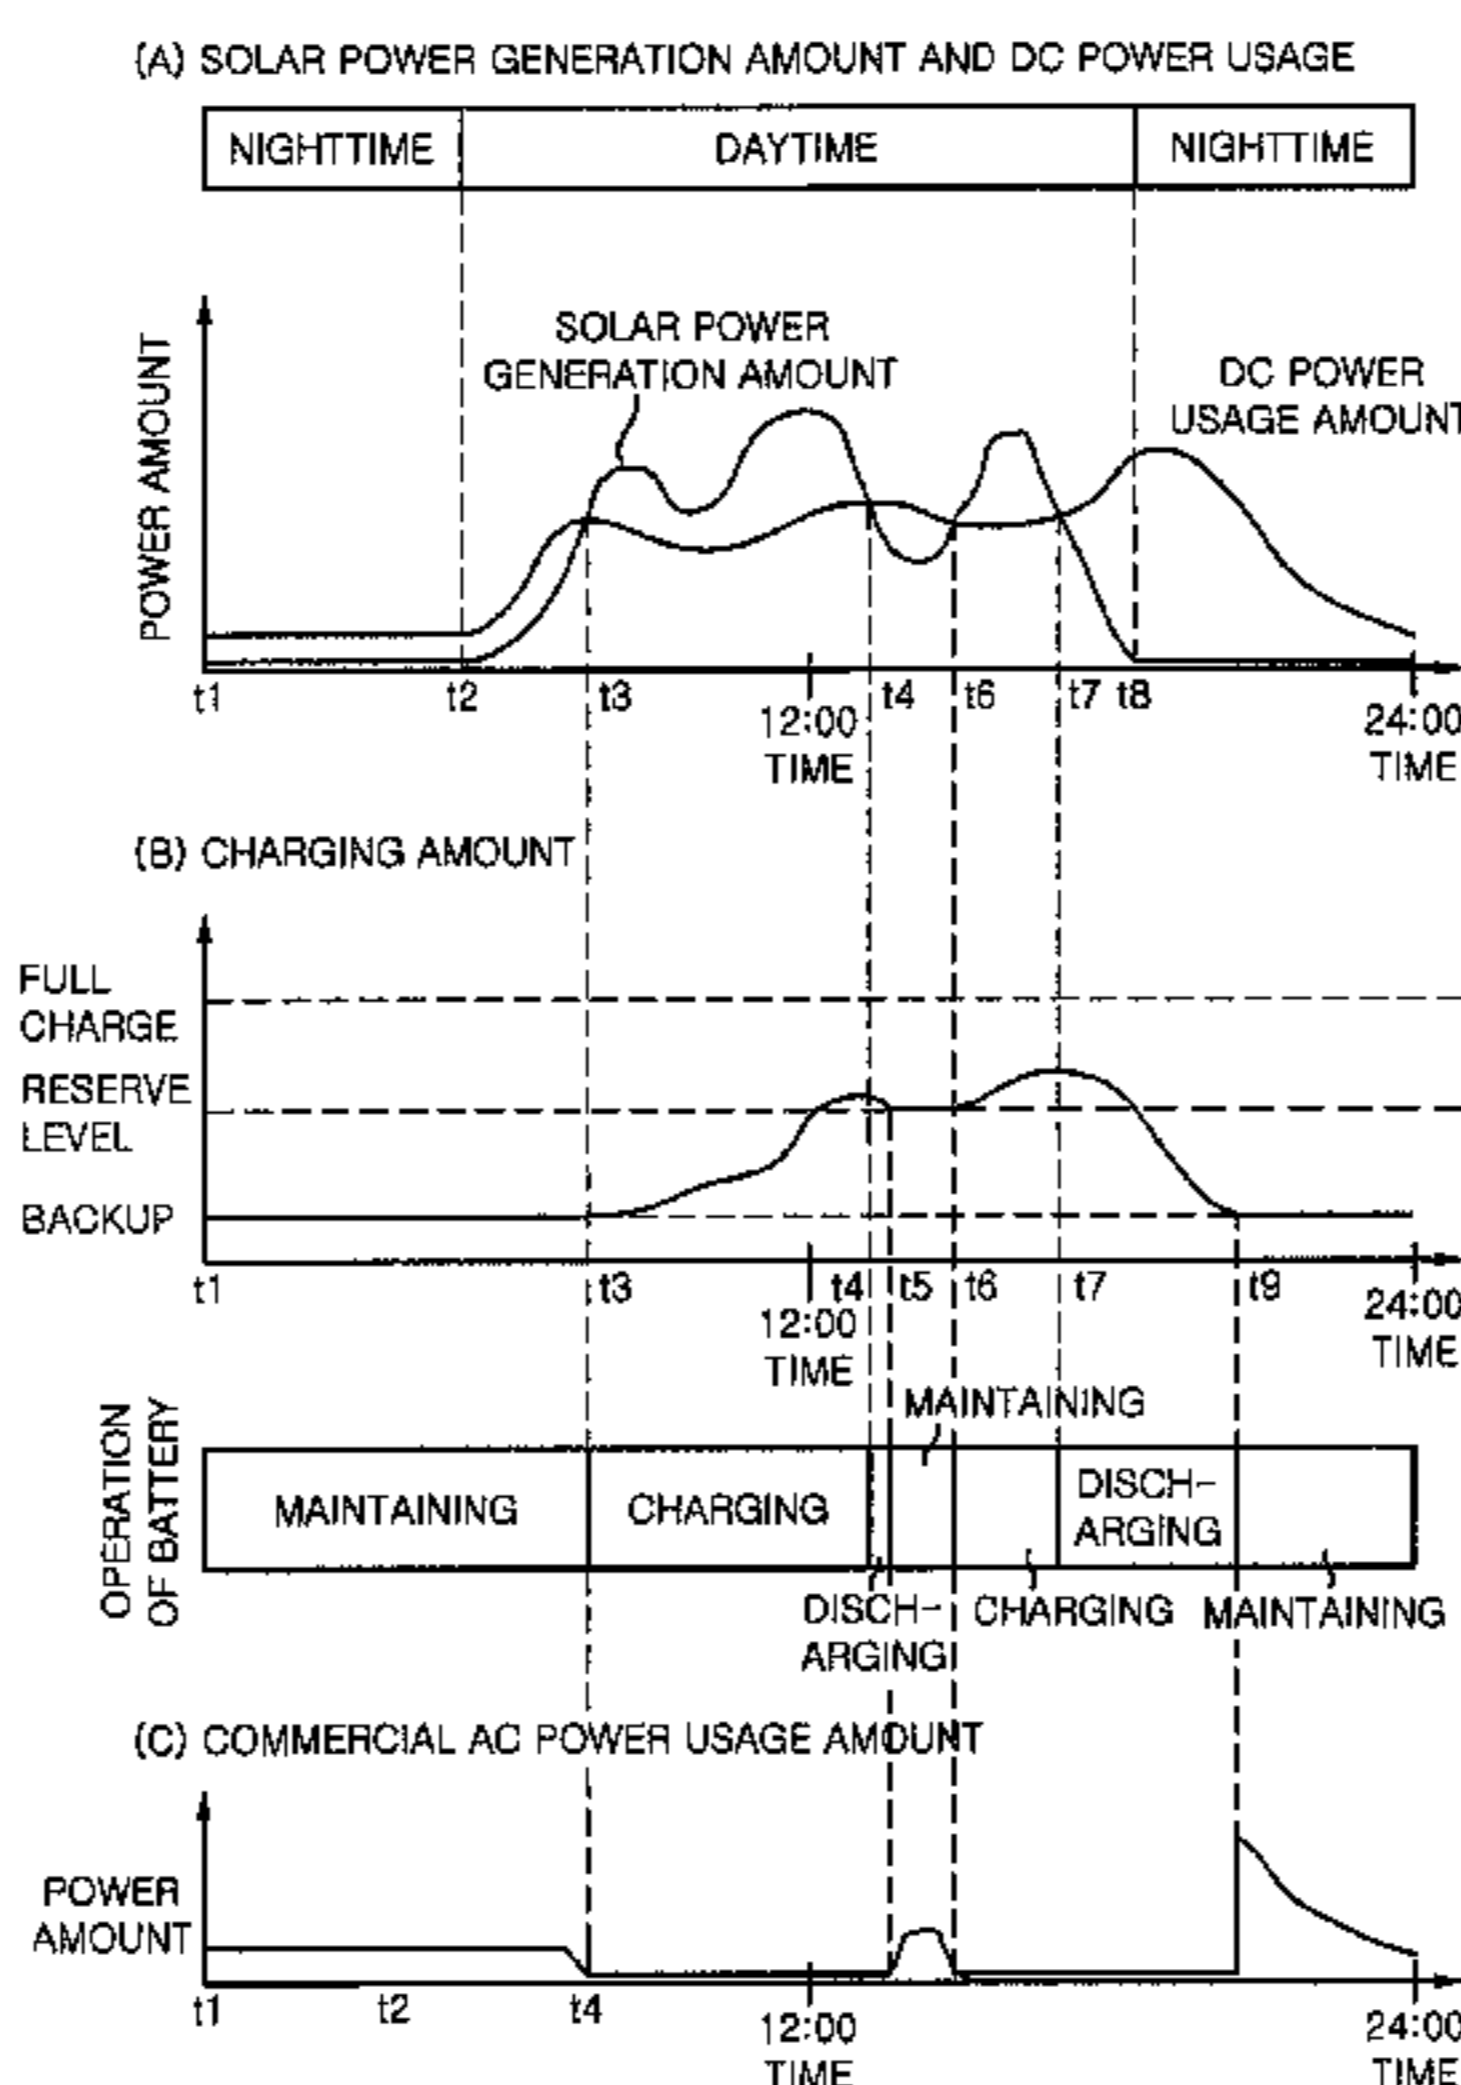 (A) SOLAR POWER GENERATION AMOUNT AND DC POWER USAGE
NIGHTTIME DAYTIME NIGHTTIME
SOLAR POWER
GENERATION AMOUNT
DC POWER
USAGE AMOUNT
POWER AMOUNT
t1 t2 t3 t4 t6 t7 t8
12:00
TIME
24:00
TIME
(B) CHARGING AMOUNT
FULL
CHARGE
RESERVE
LEVEL
BACKUP
t1 t3 t4 t5 t6 t7 t9
12:00
TIME
24:00
TIME
MAINTAINING
OPERATION
OF BATTERY
MAINTAINING CHARGING
DISCH-
ARGING
DISCH-
ARGING
CHARGING MAINTAINING
(C) COMMERCIAL AC POWER USAGE AMOUNT
POWER
AMOUNT
t1 t2 t4
12:00
TIME
24:00
TIME